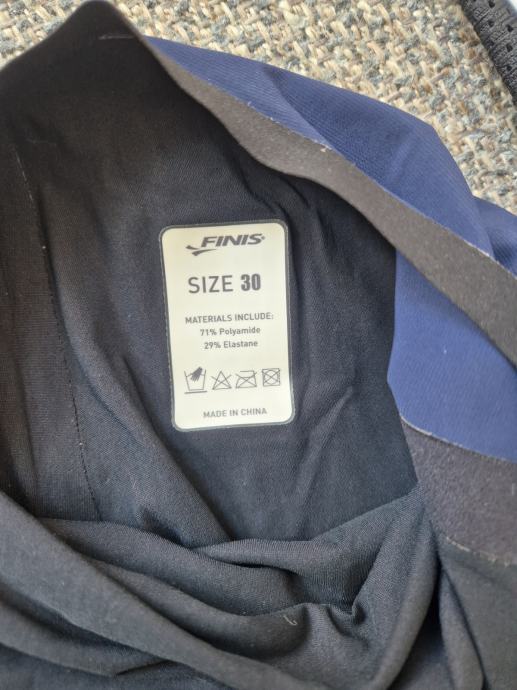 FINIS®
SIZE 30
MATERIALS INCLUDE:
71% Polyamide
29% Elastane
MADE IN CHINA